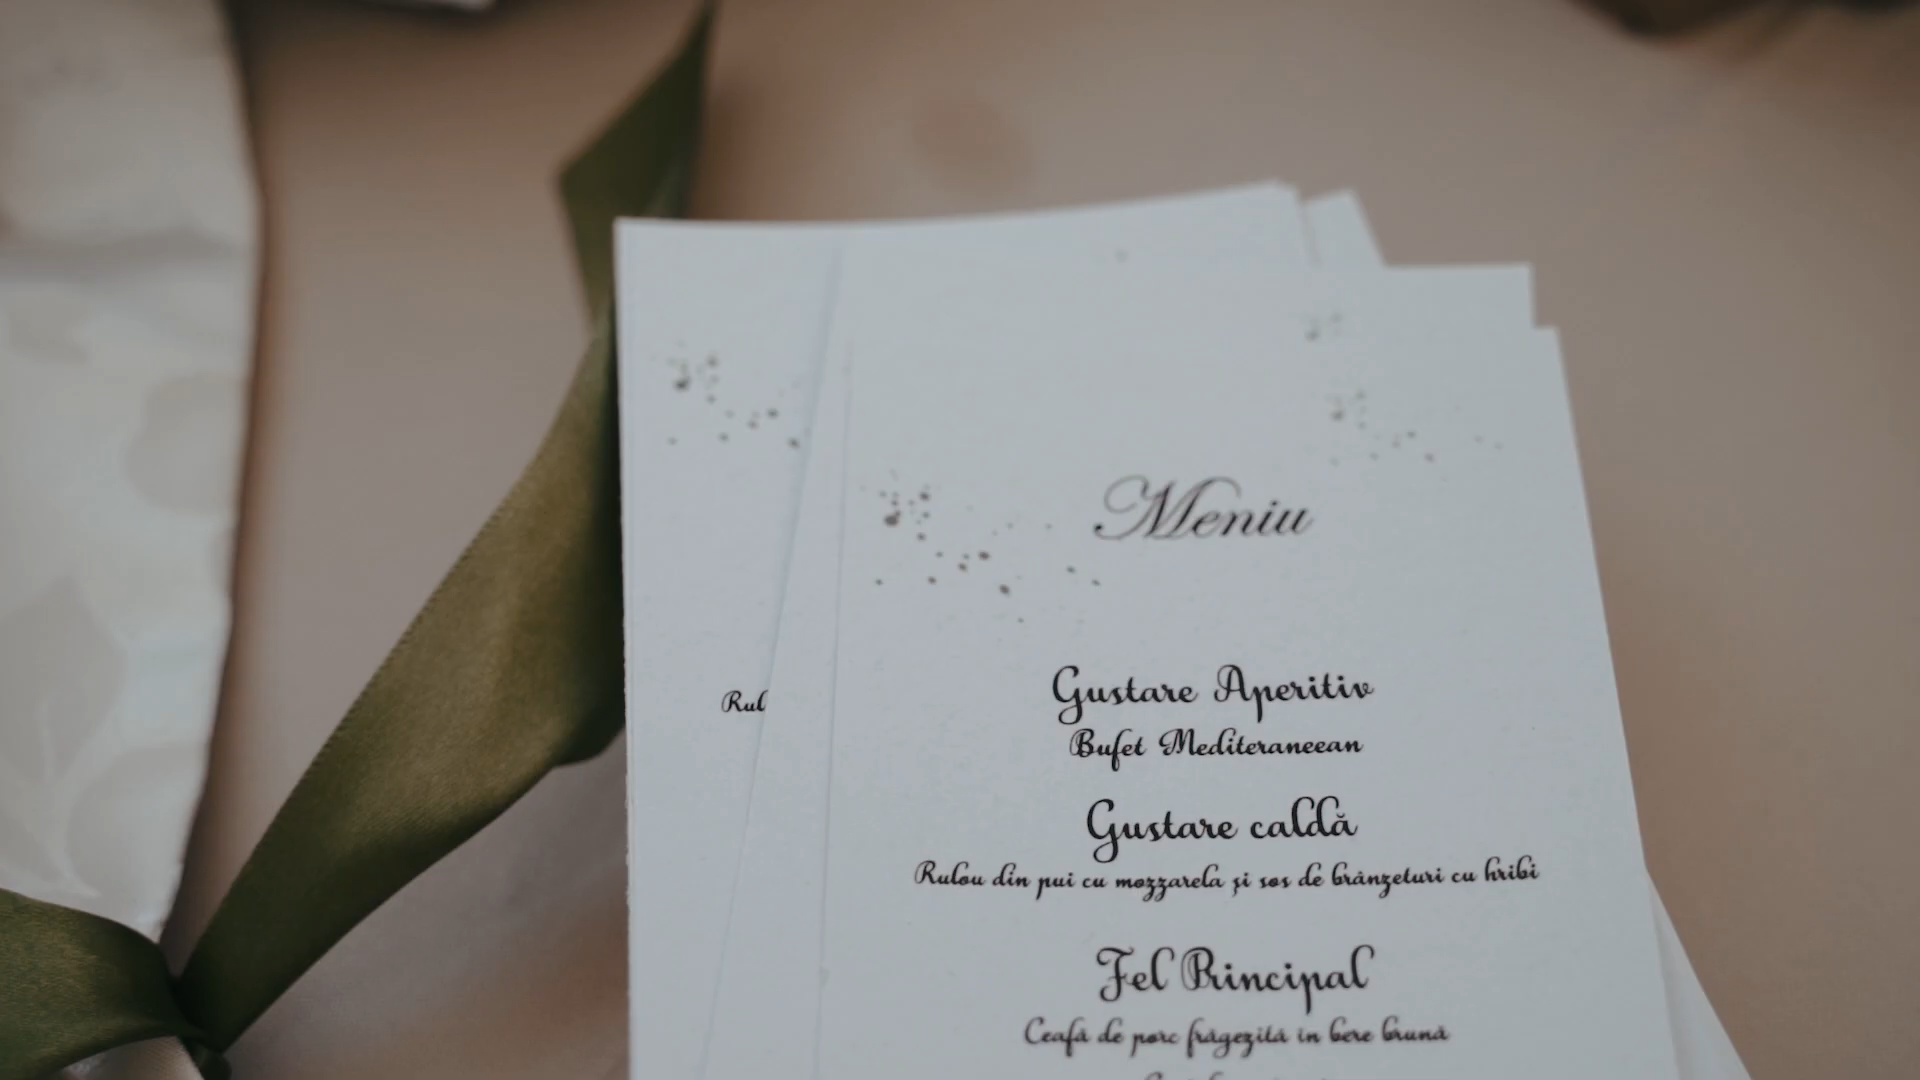 Meniu
Gustare Aperitiv
Bufet Mediteraneean
Gustare caldă
Rulou din pui cu mozzarela și sos de brânzeturi cu hribi
Fel Principal
Ceafă de porc frăgezită în bere brună
Rul